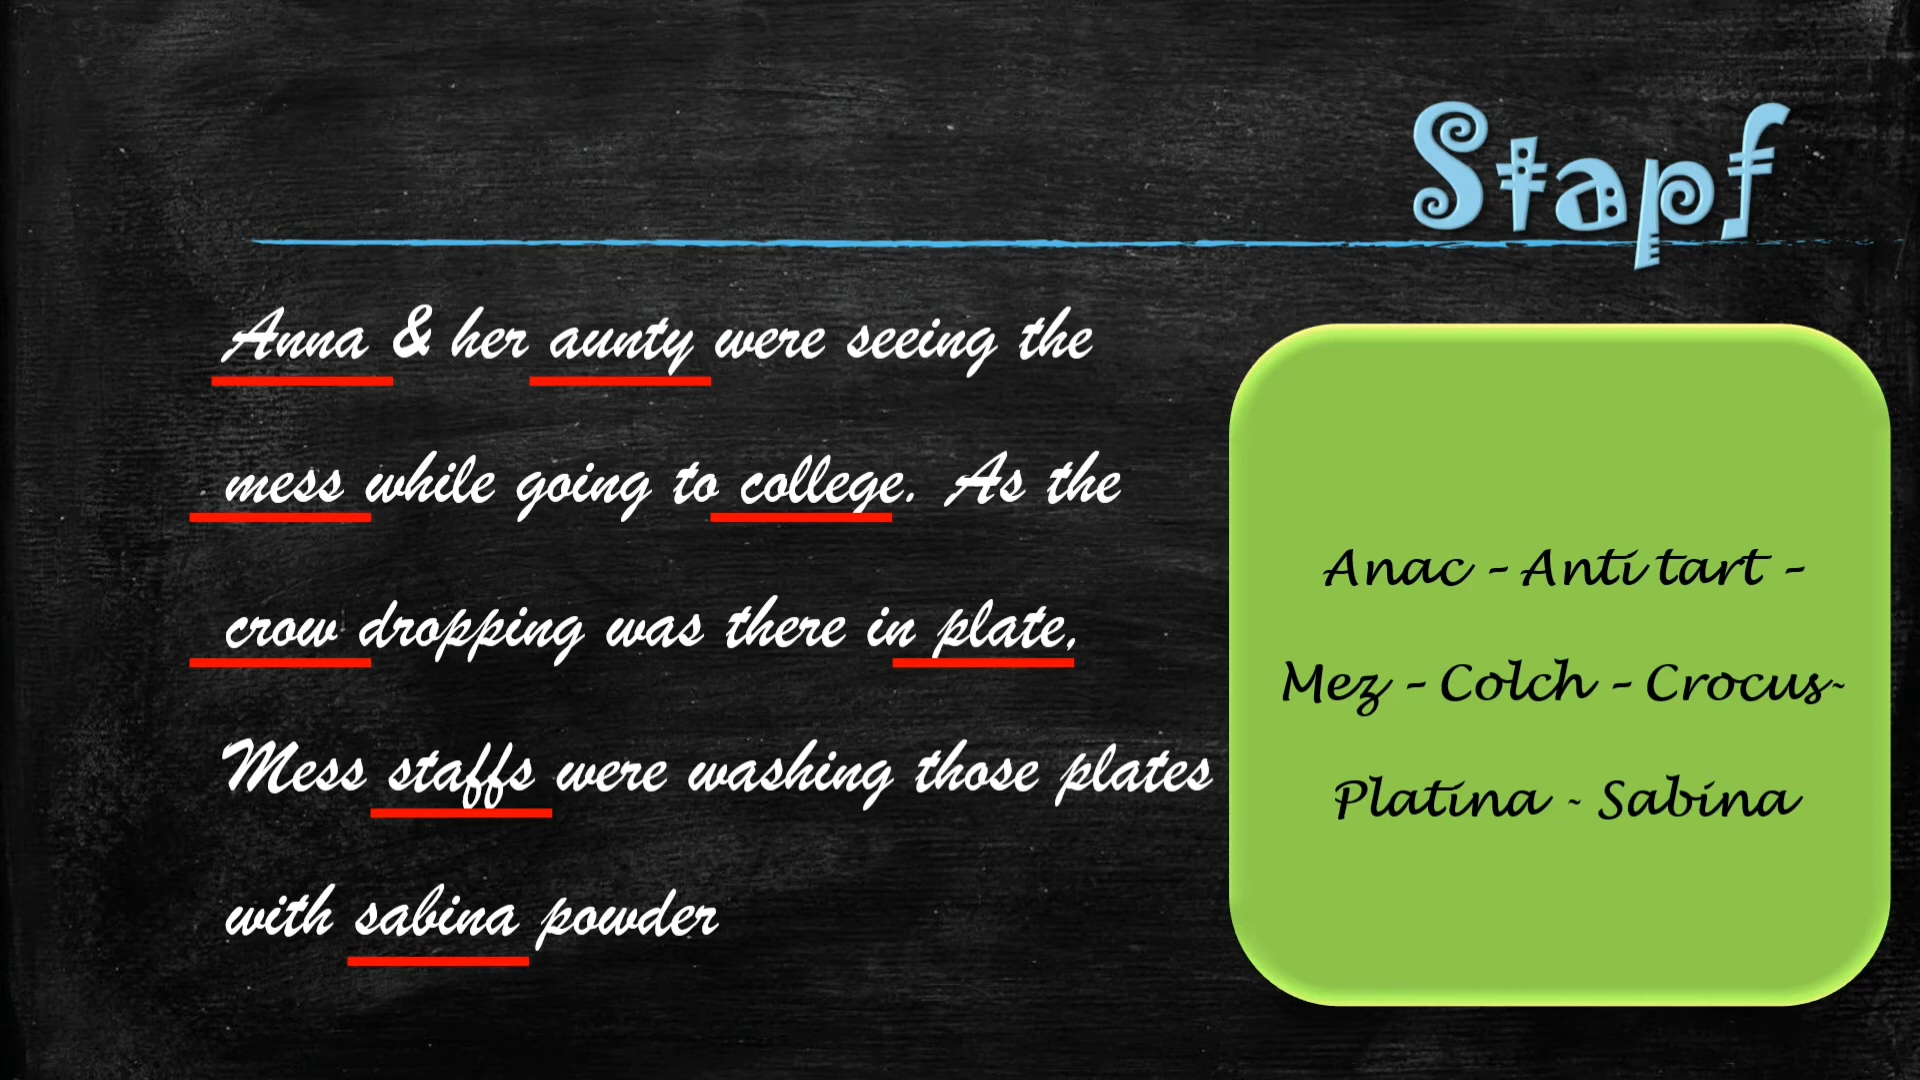 Stapf
Anna & her aunty were seeing the
mess while going to college. As the
crow dropping was there in plate,
Mess staffs were washing those plates
with sabina powder
Anac - Anti tart -
Mez - Colch - Crocus-
Platina - Sabina